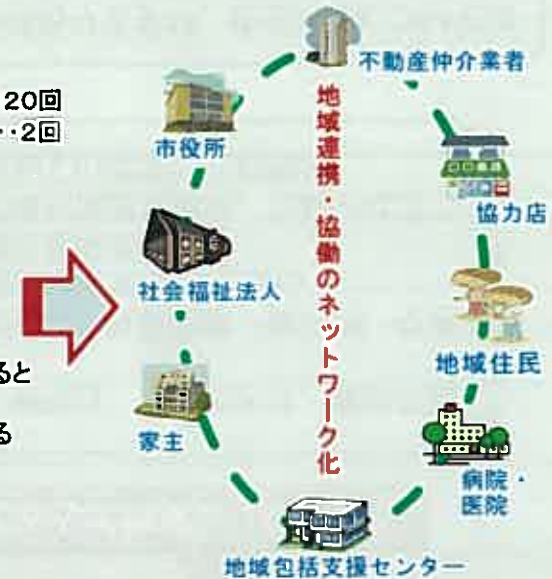 20回
・・2回
ると
る
不動産仲介業者
市役所
協力店
社会福祉法人
地域住民
家主
病院・
医院
地域包括支援センター
地域連携・協働のネットワーク化